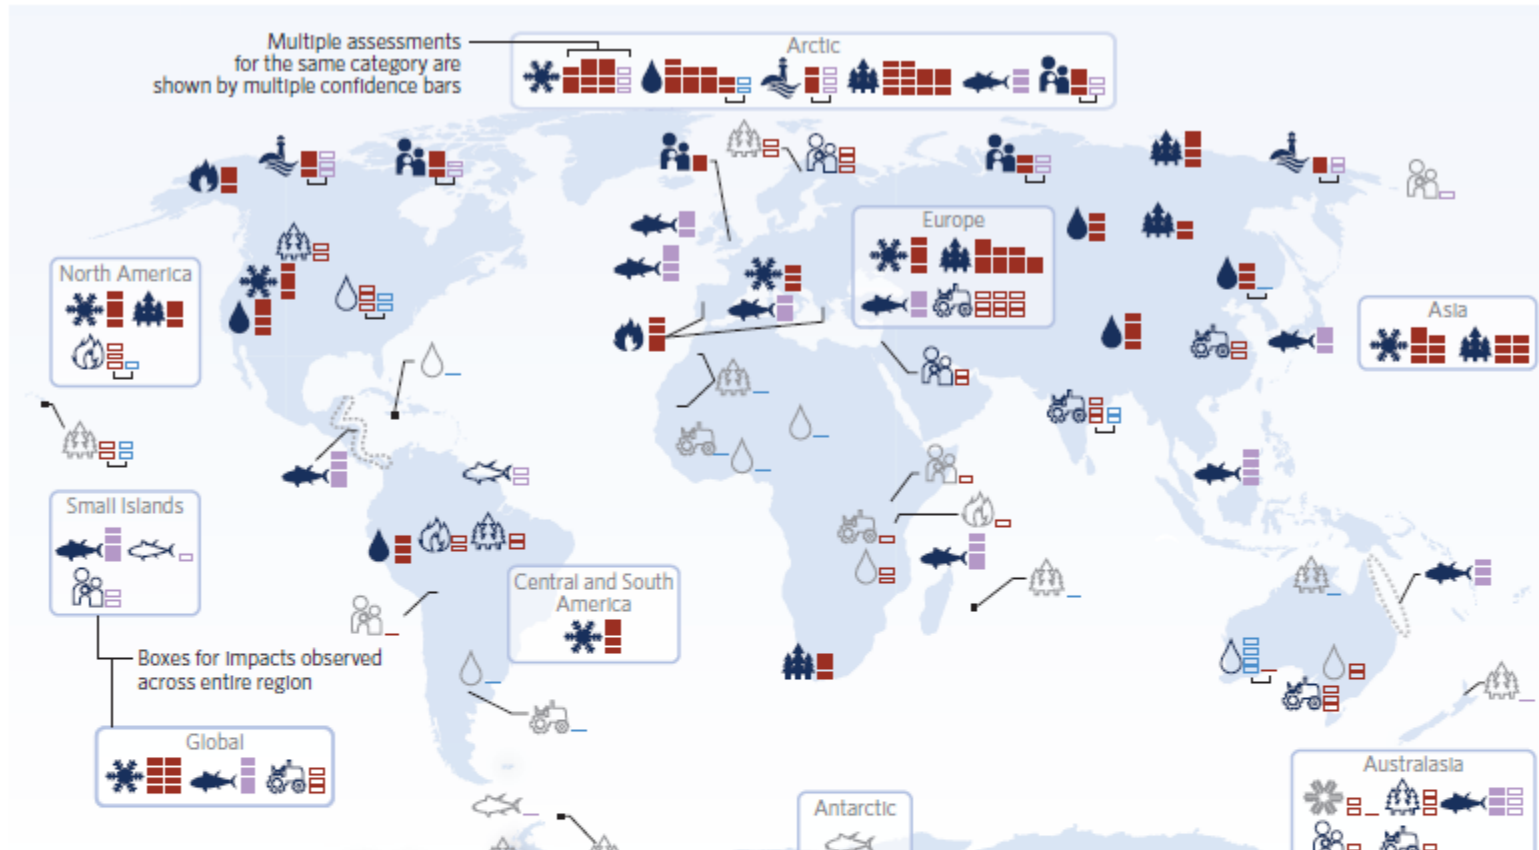 Multiple assessments
for the same category are
shown by multiple confidence bars
Arctic
North America
Europe
Asia
Small Islands
Central and South
America
Boxes for impacts observed
across entire region
Global
Australasia
Antarctic